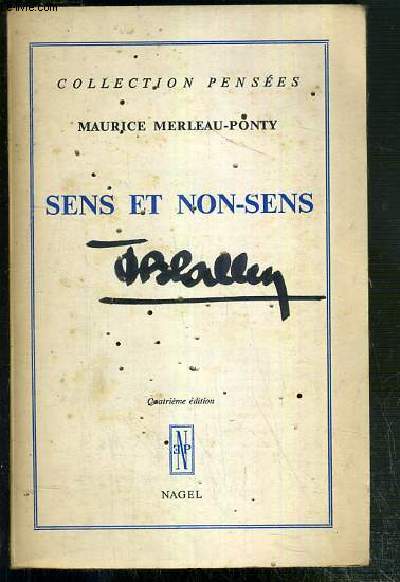 COLLECTION PENSÉES
MAURICE MERLEAU-PONTY
SENS ET NON-SENS
Quatrième édition
NAGEL